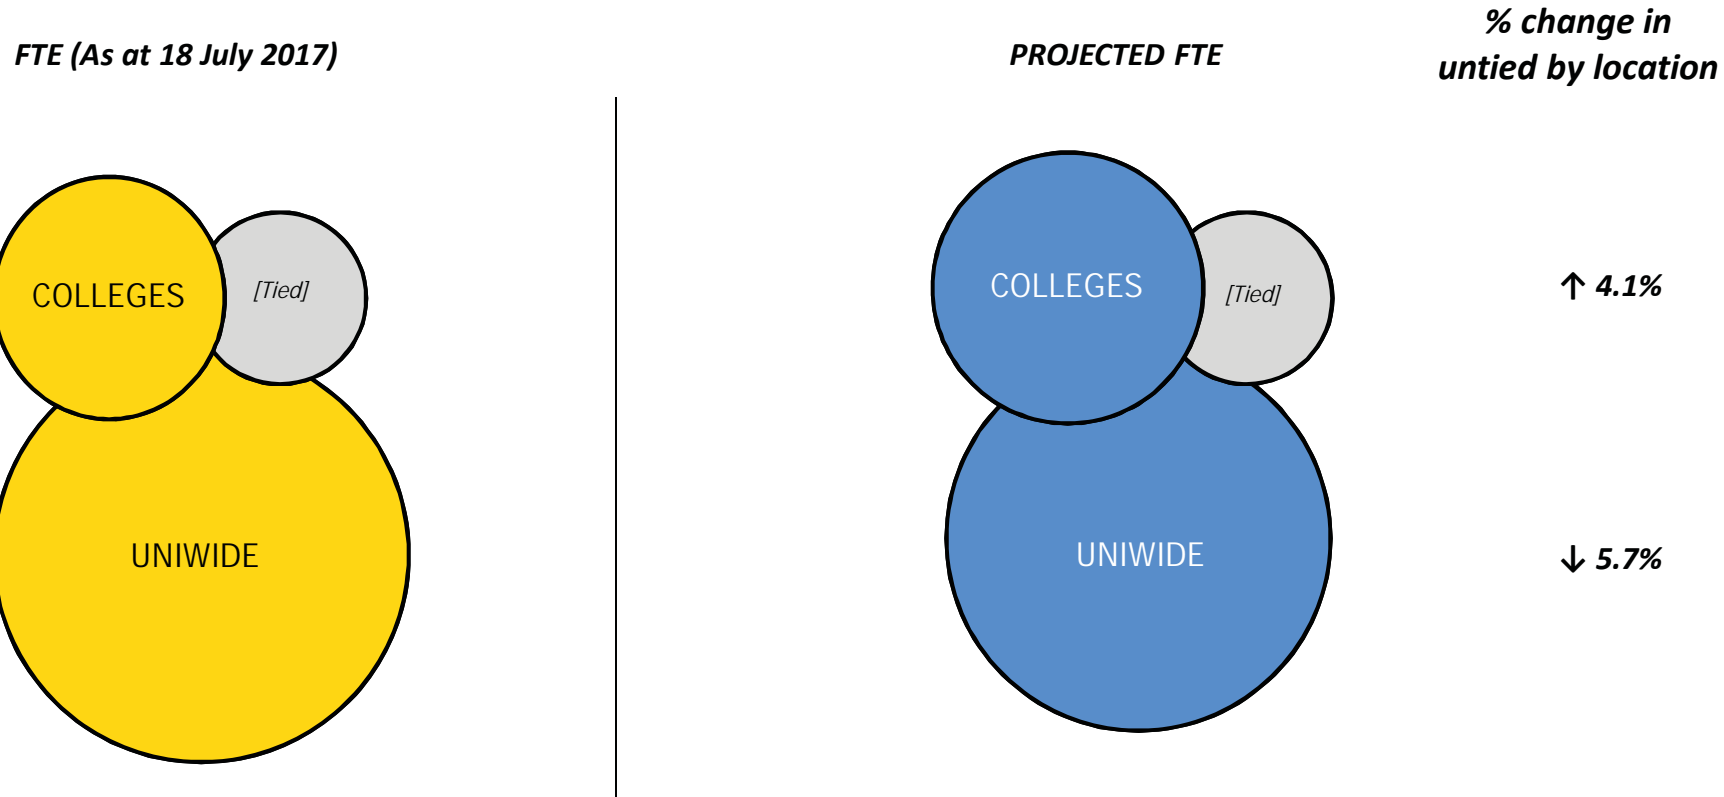 FTE (As at 18 July 2017)
PROJECTED FTE
% change in
untied by location
COLLEGES
[Tied]
COLLEGES
[Tied]
↑ 4.1%
UNIWIDE
UNIWIDE
↓ 5.7%